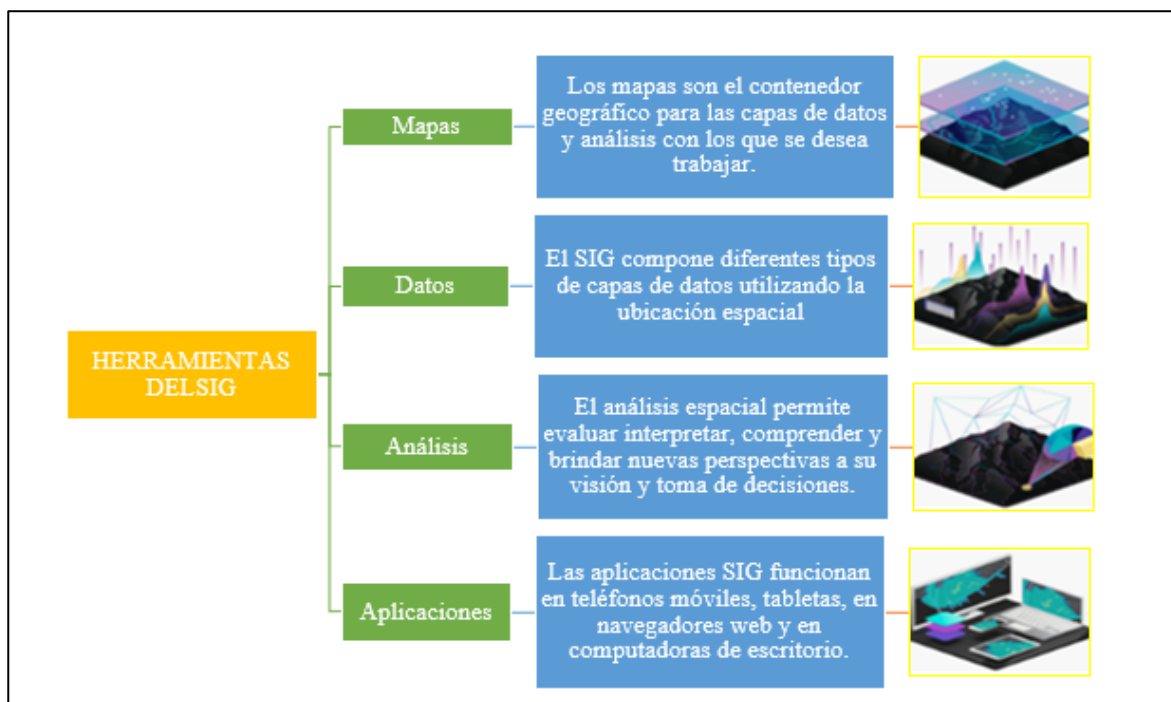 HERRAMIENTAS
DELSIG
Mapas
Los mapas son el contenedor
geográfico para las capas de datos
y análisis con los que se desea
trabajar.
Datos
El SIG compone diferentes tipos
de capas de datos utilizando la
ubicación espacial
Análisis
El análisis espacial permite
evaluar interpretar, comprender y
brindar nuevas perspectivas a su
visión y toma de decisiones.
Aplicaciones
Las aplicaciones SIG funcionan
en teléfonos móviles, tabletas, en
navegadores web y en
computadoras de escritorio.